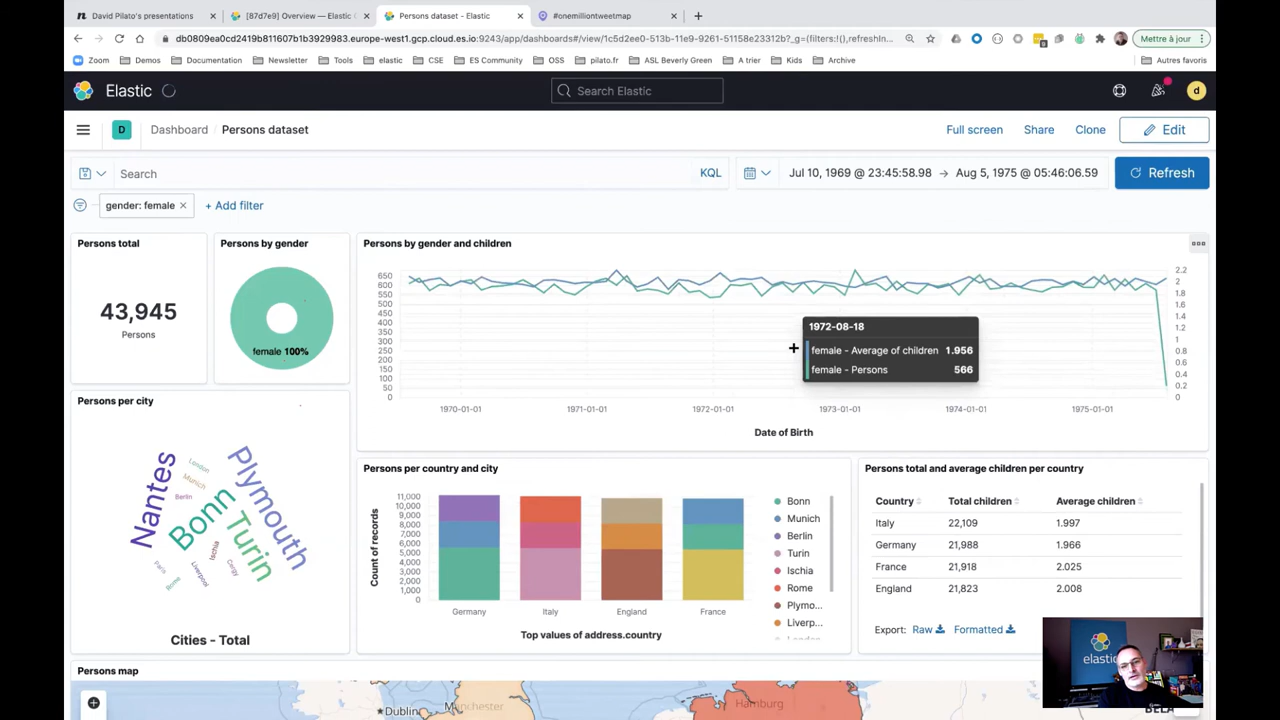 David Pilato's presentations
[87d7e9] Overview — Elastic C
Persons dataset - Elastic
#onemilliontweetmap
db0809ea0cd2419b811607b1b3929983.europe-west1.gcp.cloud.es.io:9243/app/dashboards#/view/1c5d2ee0-513b-11e9-9261-51158e23312b?_g=(filters:!(),refreshIn...
Mettre à jour
Zoom
Demos
Documentation
Newsletter
Tools
elastic
CSE
ES Community
OSS
pilato.fr
ASL Beverly Green
A trier
Kids
Archive
Autres favoris
Elastic
Search Elastic
d
D
Dashboard
Persons dataset
Full screen
Share
Clone
Edit
Search
KQL
Jul 10, 1969 @ 23:45:58.98 → Aug 5, 1975 @ 05:46:06.59
Refresh
gender: female ×
+ Add filter
Persons total
43,945
Persons
Persons by gender
female 100%
Persons by gender and children
650
600
550
500
450
400
350
300
250
200
150
100
50
0
2.2
2
1.8
1.6
1.4
1.2
1
0.8
0.6
0.4
0.2
0
1972-08-18
female - Average of children 1.956
female - Persons 566
1970-01-01
1971-01-01
1972-01-01
1973-01-01
1974-01-01
1975-01-01
Date of Birth
Persons per city
Nantes
London
Munich
Berlin
Plymouth
Bonn
Turin
Ischia
Paris
Rome
Liverpool
Cergy
Cities - Total
Persons per country and city
Count of records
11,000
10,000
9,000
8,000
7,000
6,000
5,000
4,000
3,000
2,000
1,000
0
Germany
Italy
England
France
Top values of address.country
Bonn
Munich
Berlin
Turin
Ischia
Rome
Plymo...
Liverp...
London
Persons total and average children per country
Country Total children Average children
Italy 22,109 1.997
Germany 21,988 1.966
France 21,918 2.025
England 21,823 2.008
Export: Raw Formatted
elastic
Persons map
Dublin
Manchester
Hamburg